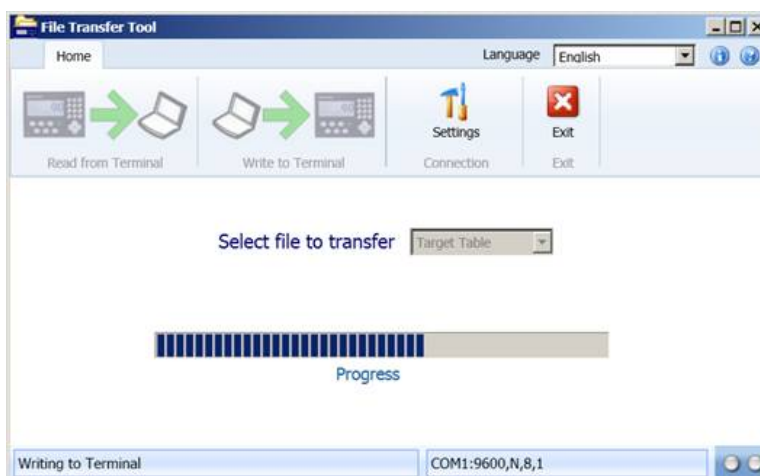 File Transfer Tool
Home
Language English
Settings
Exit
Read from Terminal
Write to Terminal
Connection
Exit
Select file to transfer Target Table
Progress
Writing to Terminal
COM1:9600,N,8,1